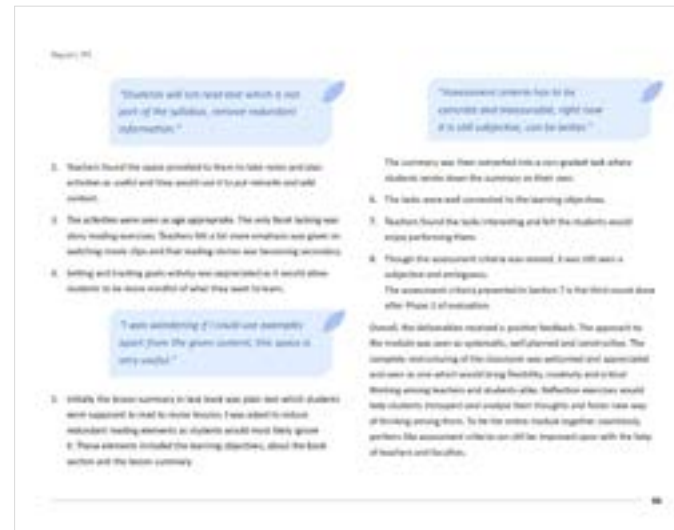 "Students will not read text which is not
part of the syllabus, remove redundant
information."
2. Teachers found the space provided to them to take notes and plan
activities as useful and they would use it to put remarks and add
content.
3. The activities were seen as age appropriate. The only factor lacking was
story reading exercises. Teachers felt a lot more emphasis was given on
watching movie clips and that reading stories was becoming secondary.
4. Setting and tracking goals activity was appreciated as it would allow
students to be more mindful of what they want to learn.
"I was wondering if I could use examples
apart from the given content, this space is
very useful."
5. Initially the lesson summary in text book was plain text which students
were supposed to read to revise lessons. I was asked to reduce
redundant reading elements as students would most likely ignore
it. These elements included the learning objectives, about the book
section and the lesson summary.
"Assessment criteria has to be
concrete and measurable, right now
it is still subjective, can be better."
The summary was then converted into a non-graded task where
students wrote down the summary on their own.
6. The tasks were well connected to the learning objectives.
7. Teachers found the tasks interesting and felt the students would
enjoy performing them.
8. Though the assessment criteria was revised, it was still seen a
subjective and ambiguous.
The assessment criteria presented in Section 7 is the third round done
after Phase 2 of evaluation.
Overall, the deliverables received a positive feedback. The approach to
the module was seen as systematic, well planned and constructive. The
complete restructuring of the classroom was welcomed and appreciated
and seen as one which would bring flexibility, creativity and critical
thinking among teachers and students alike. Reflection exercises would
help students introspect and analyse their thoughts and foster new way
of thinking among them. To tie the entire module together seamlessly,
portions like assessment criteria can still be improved upon with the help
of teachers and faculties.